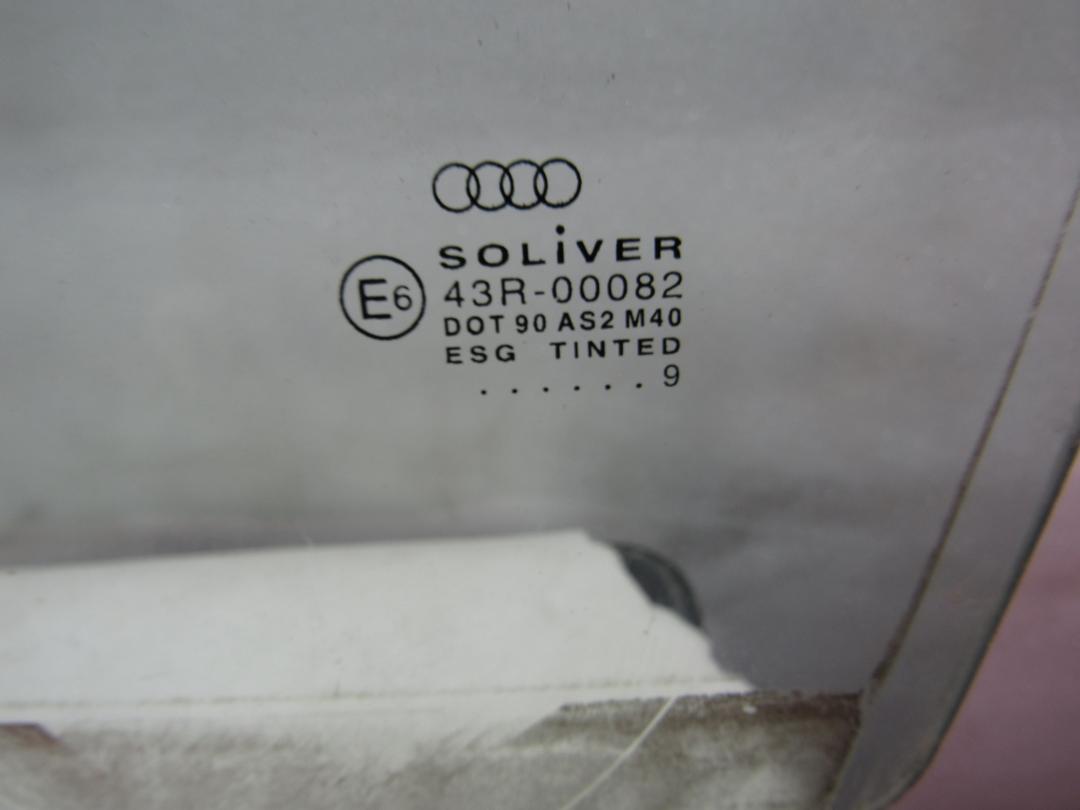 SOLiVER
E6
43R-00082
DOT 90 AS2 M40
ESG TINTED
. . . . . . 9